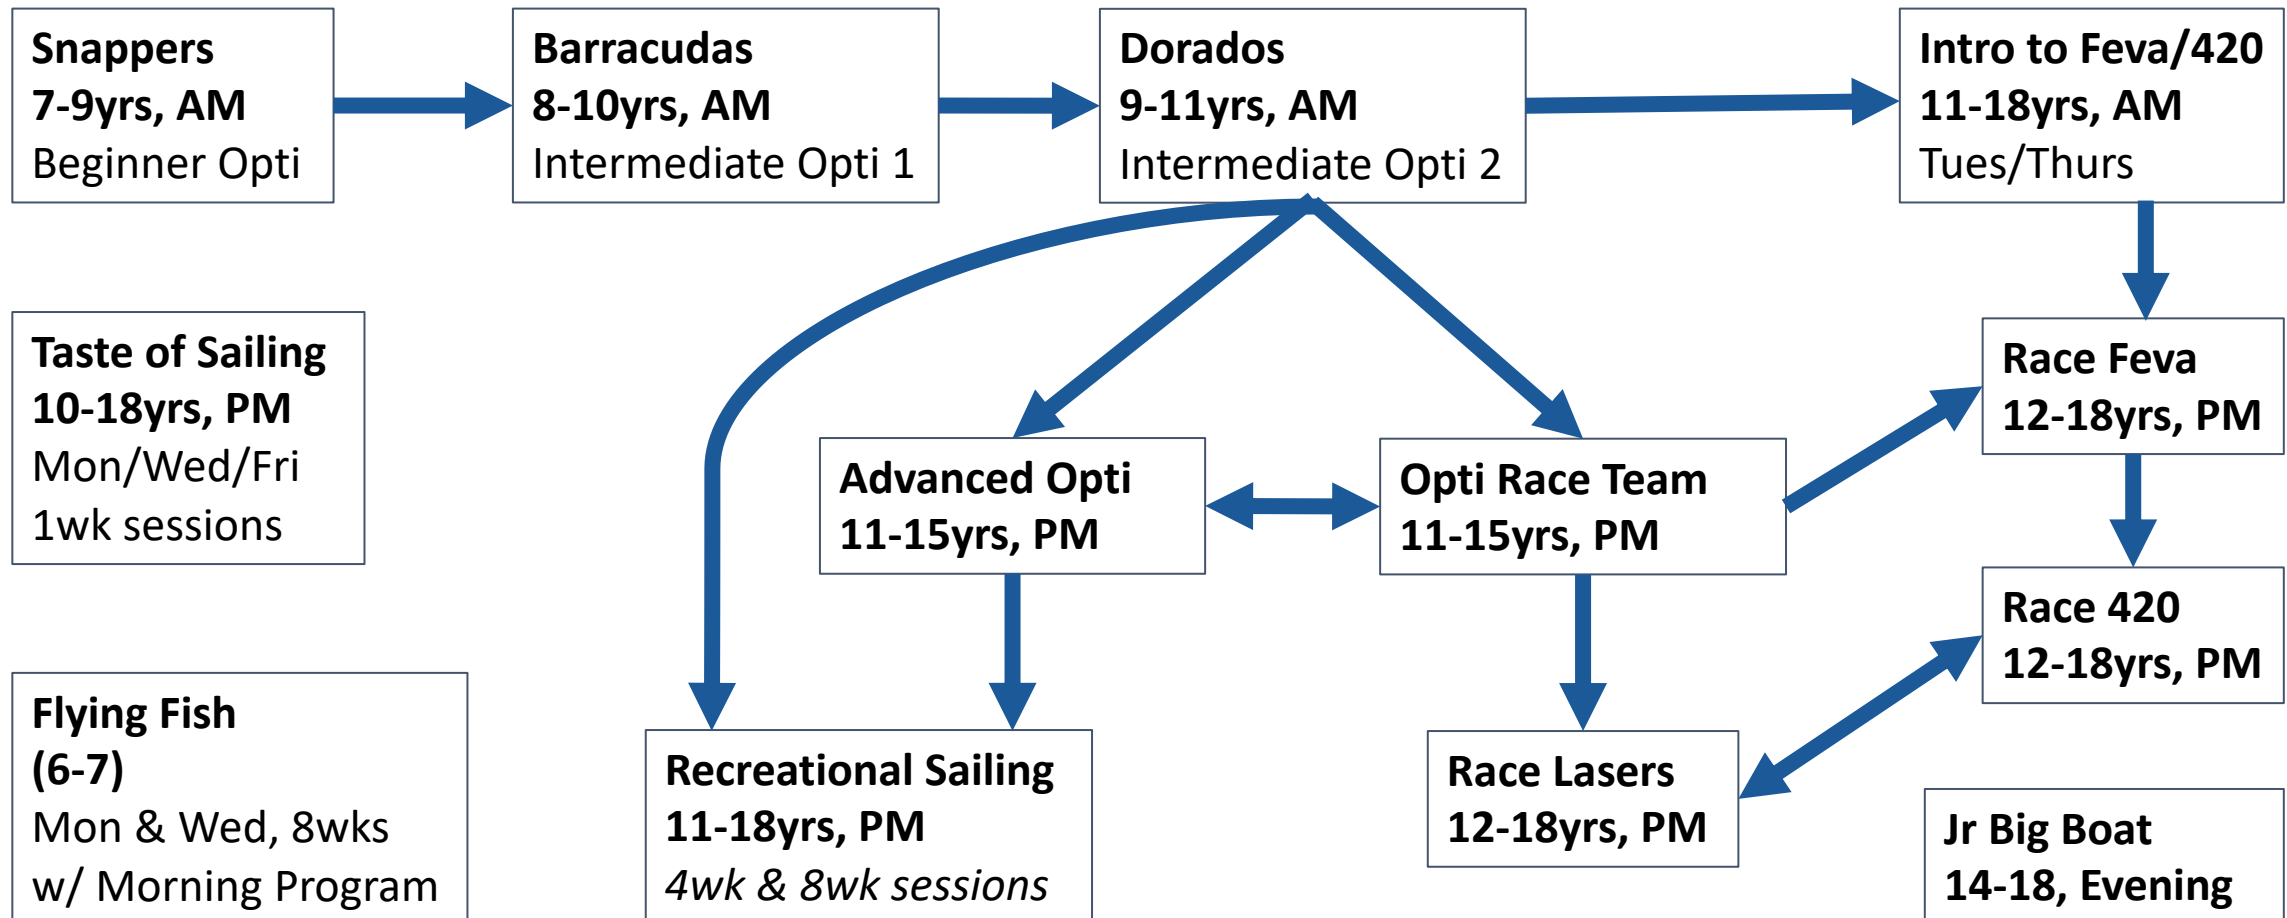 Snappers
7-9yrs, AM
Beginner Opti
Barracudas
8-10yrs, AM
Intermediate Opti 1
Dorados
9-11yrs, AM
Intermediate Opti 2
Intro to Feva/420
11-18yrs, AM
Tues/Thurs
Taste of Sailing
10-18yrs, PM
Mon/Wed/Fri
1wk sessions
Race Feva
12-18yrs, PM
Advanced Opti
11-15yrs, PM
Opti Race Team
11-15yrs, PM
Race 420
12-18yrs, PM
Flying Fish
(6-7)
Mon & Wed, 8wks
w/ Morning Program
Recreational Sailing
11-18yrs, PM
4wk & 8wk sessions
Race Lasers
12-18yrs, PM
Jr Big Boat
14-18, Evening